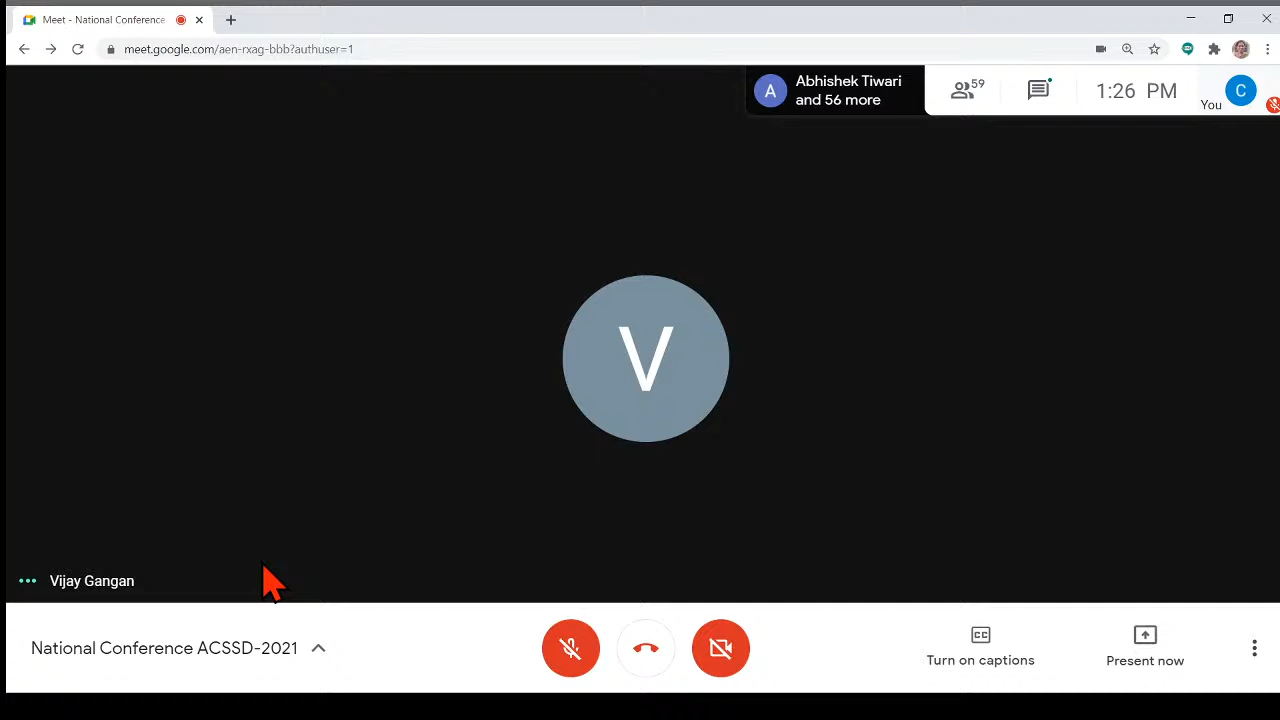 Meet - National Conference
meet.google.com/aen-rxag-bbb?authuser=1
A
Abhishek Tiwari
and 56 more
59
1:26 PM
You
C
V
Vijay Gangan
National Conference ACSSD-2021
CC
Turn on captions
Present now